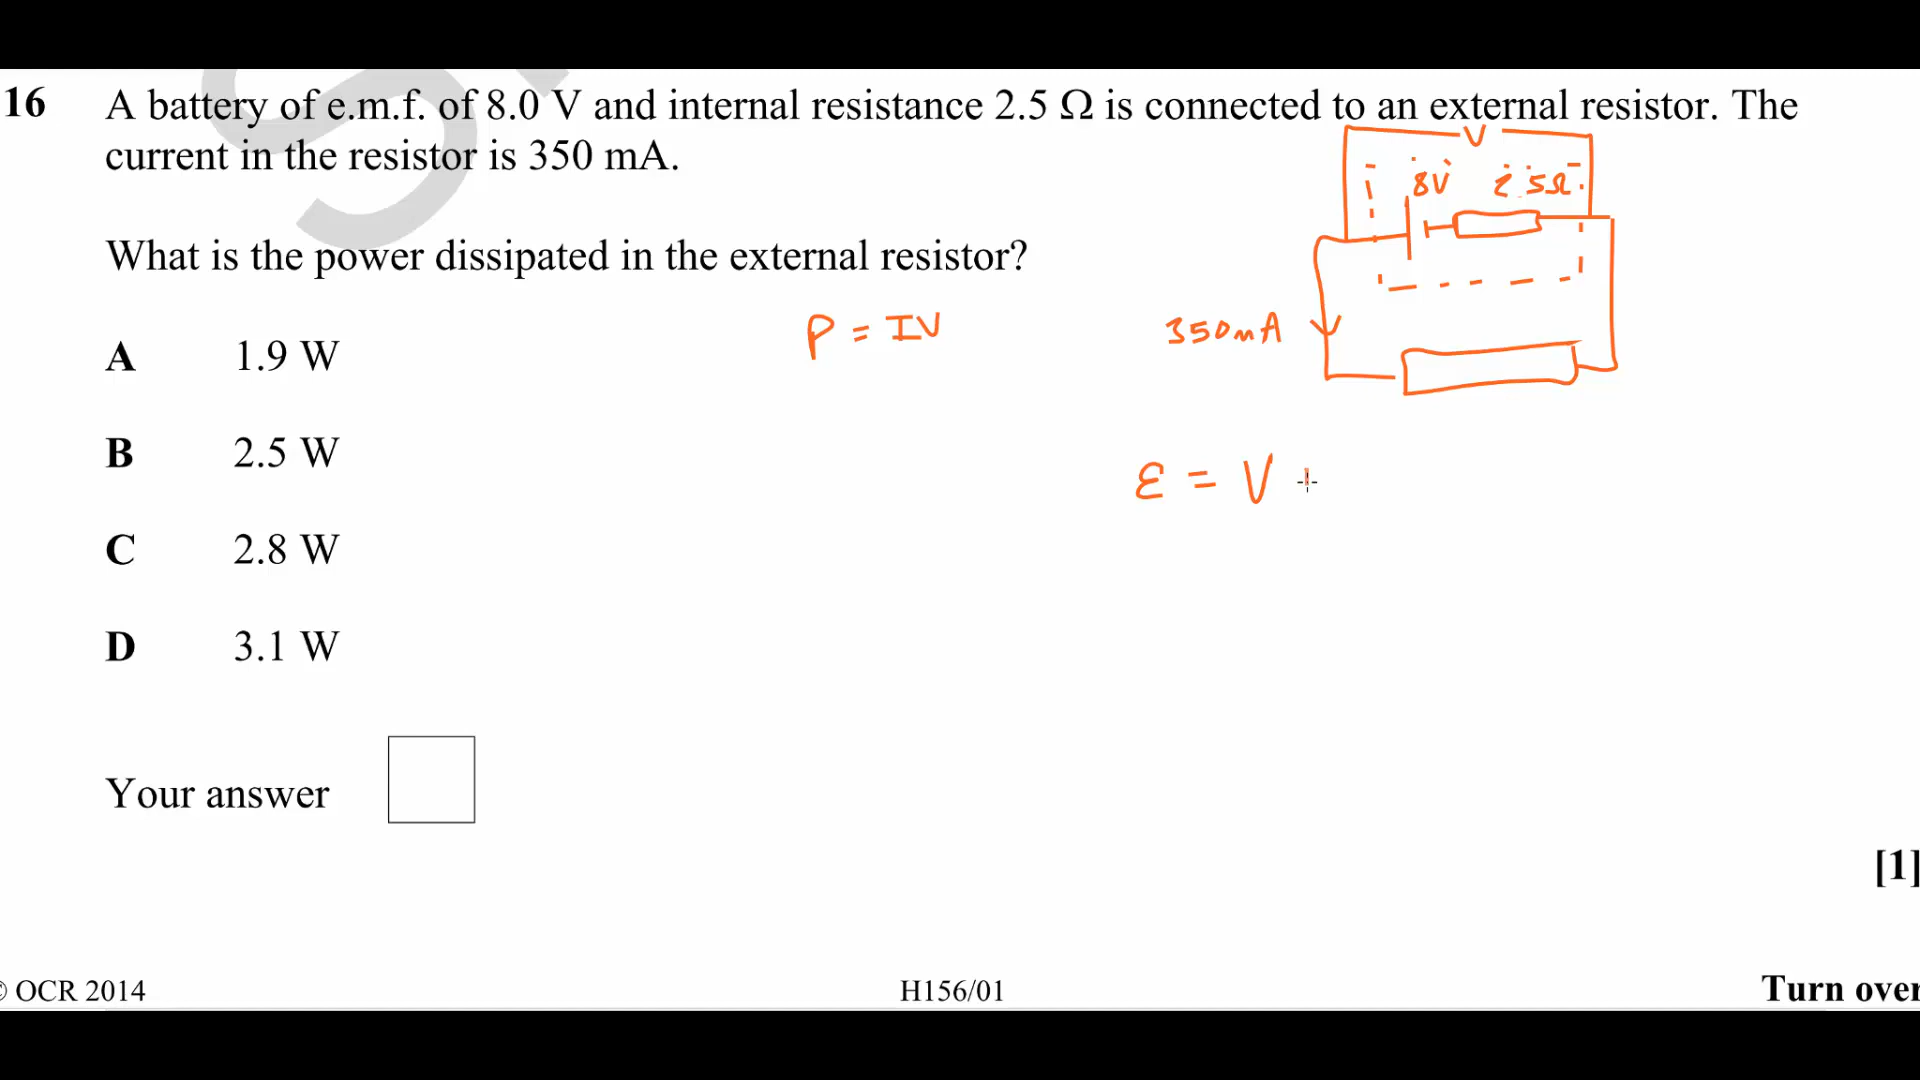 16 A battery of e.m.f. of 8.0 V and internal resistance 2.5 Ω is connected to an external resistor. The
current in the resistor is 350 mA.
V
8V 2.5Ω
What is the power dissipated in the external resistor?
P = IV
350mA
A 1.9 W
B 2.5 W
ε = V
C 2.8 W
D 3.1 W
Your answer
[1]
© OCR 2014 H156/01 Turn over